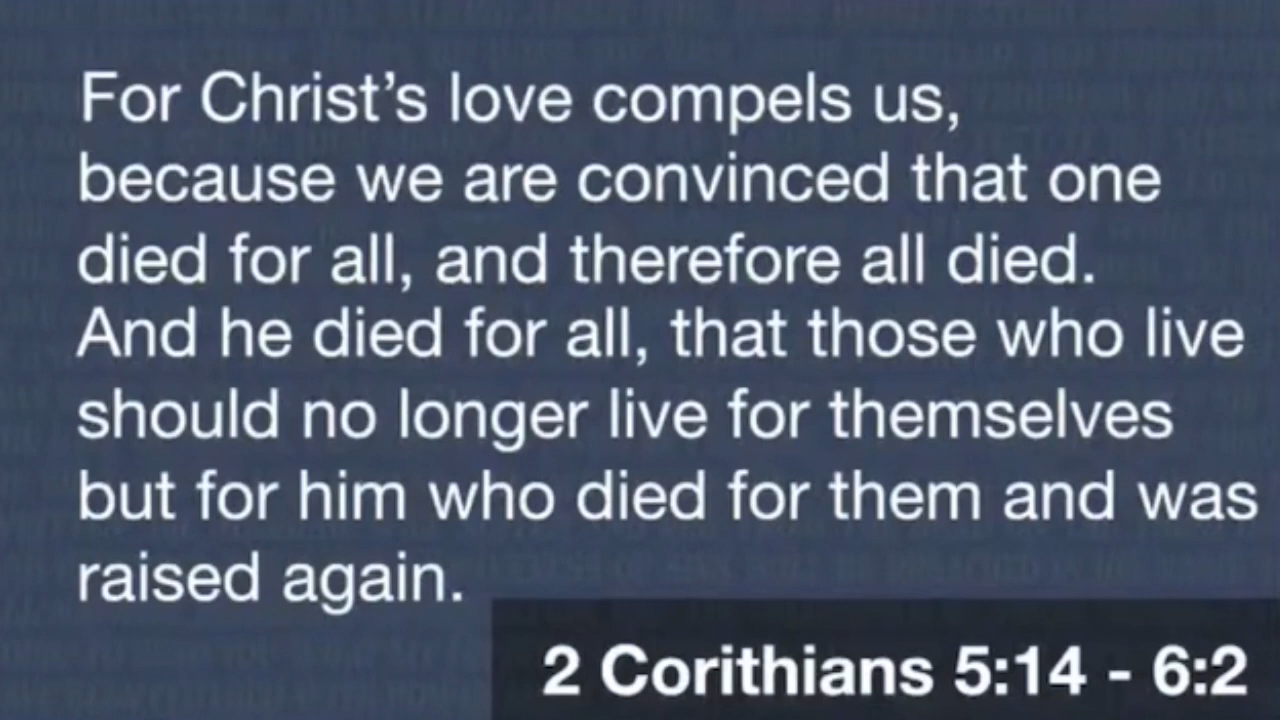 For Christ’s love compels us,
because we are convinced that one
died for all, and therefore all died.
And he died for all, that those who live
should no longer live for themselves
but for him who died for them and was
raised again.
2 Corithians 5:14 - 6:2